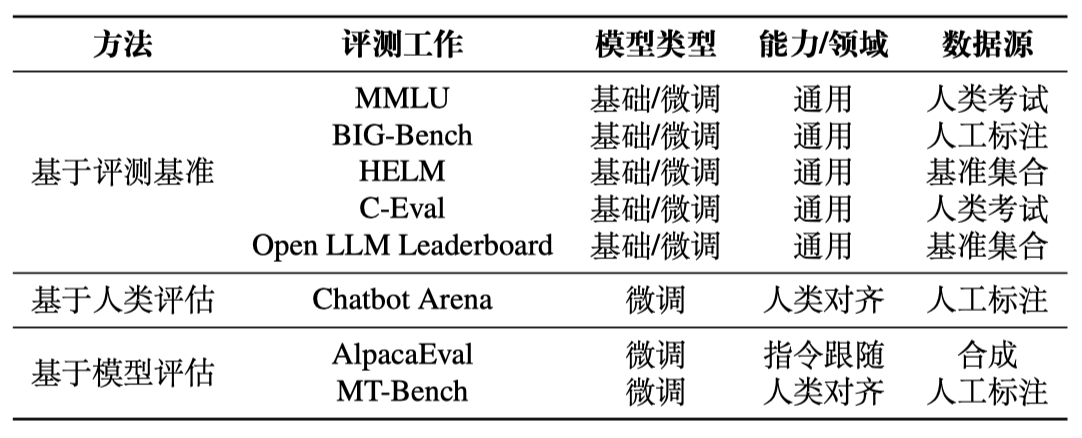 方法 评测工作 模型类型 能力/领域 数据源
MMLU 基础/微调 通用 人类考试
BIG-Bench 基础/微调 通用 人工标注
基于评测基准 HELM 基础/微调 通用 基准集合
C-Eval 基础/微调 通用 人类考试
Open LLM Leaderboard 基础/微调 通用 基准集合
基于人类评估 Chatbot Arena 微调 人类对齐 人工标注
AlpacaEval 微调 指令跟随 合成
基于模型评估
MT-Bench 微调 人类对齐 人工标注